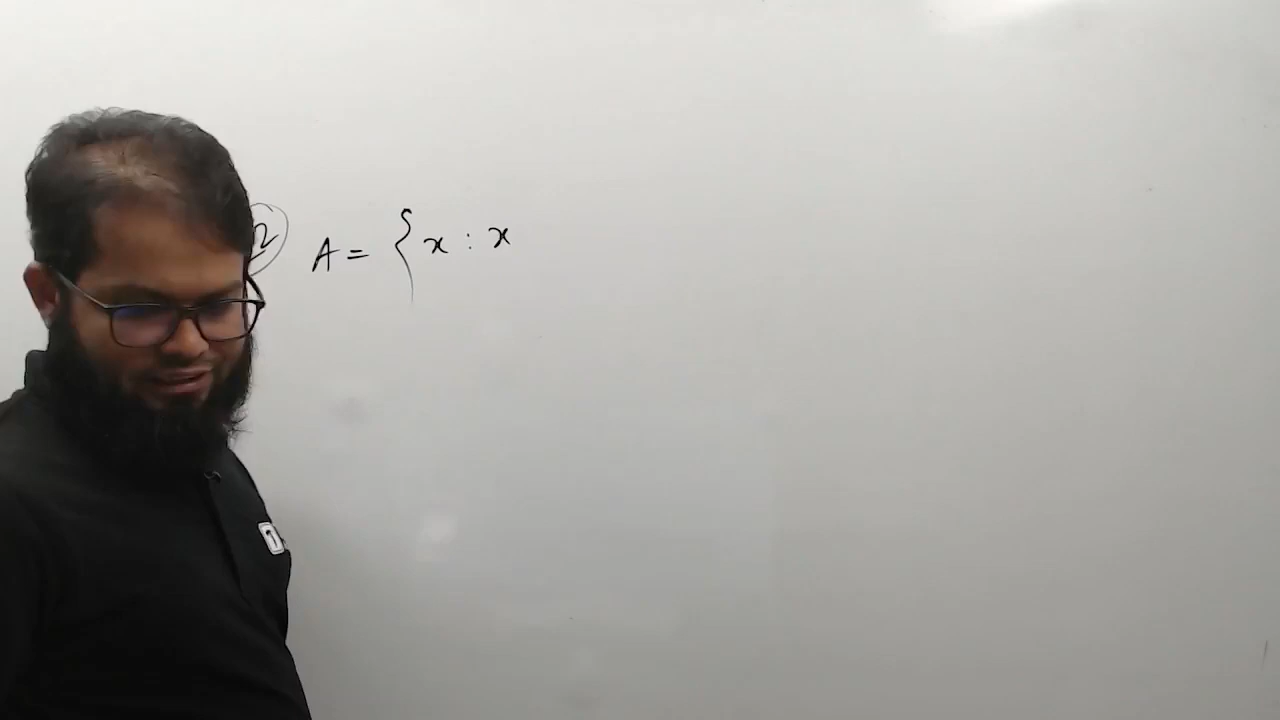 2 A = { x : x